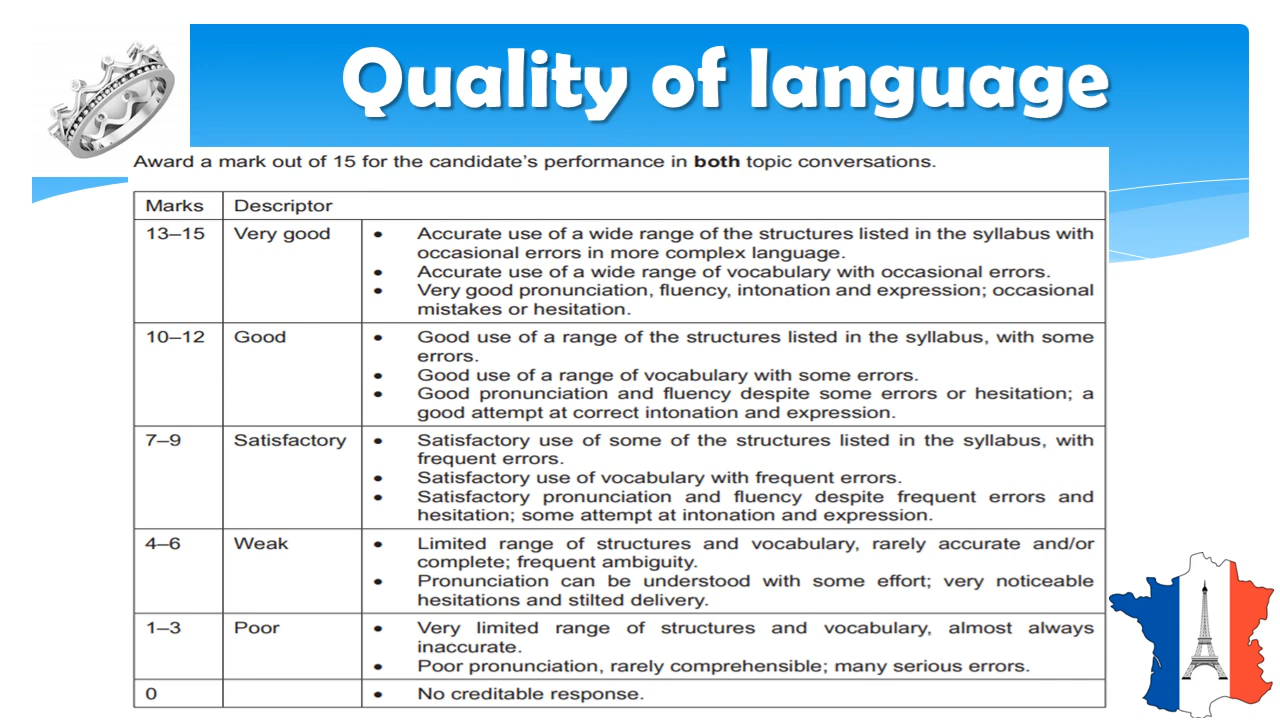 Quality of language
Award a mark out of 15 for the candidate's performance in both topic conversations.
Marks Descriptor
13–15 Very good • Accurate use of a wide range of the structures listed in the syllabus with
occasional errors in more complex language.
• Accurate use of a wide range of vocabulary with occasional errors.
• Very good pronunciation, fluency, intonation and expression; occasional
mistakes or hesitation.
10–12 Good • Good use of a range of the structures listed in the syllabus, with some
errors.
• Good use of a range of vocabulary with some errors.
• Good pronunciation and fluency despite some errors or hesitation; a
good attempt at correct intonation and expression.
7–9 Satisfactory • Satisfactory use of some of the structures listed in the syllabus, with
frequent errors.
• Satisfactory use of vocabulary with frequent errors.
• Satisfactory pronunciation and fluency despite frequent errors and
hesitation; some attempt at intonation and expression.
4–6 Weak • Limited range of structures and vocabulary, rarely accurate and/or
complete; frequent ambiguity.
• Pronunciation can be understood with some effort; very noticeable
hesitations and stilted delivery.
1–3 Poor • Very limited range of structures and vocabulary, almost always
inaccurate.
• Poor pronunciation, rarely comprehensible; many serious errors.
0 • No creditable response.